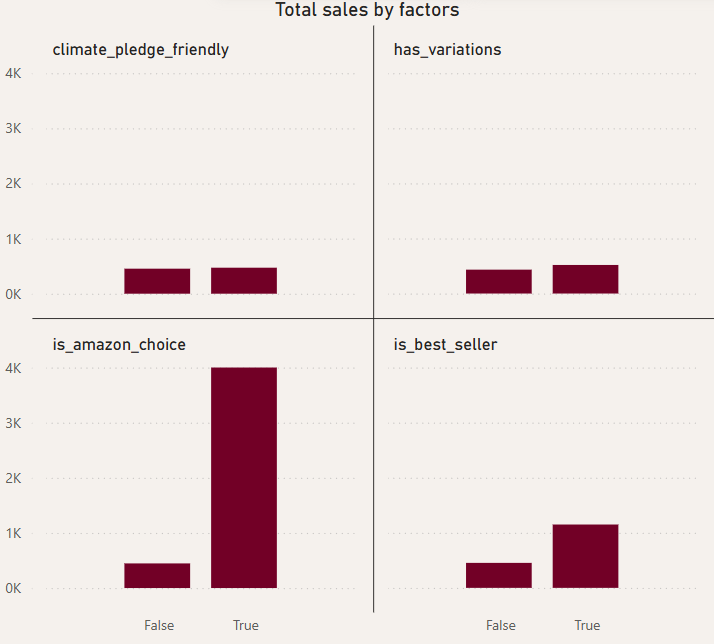 Total sales by factors
climate_pledge_friendly
has_variations
4K
3K
2K
1K
0K
is_amazon_choice
is_best_seller
4K
3K
2K
1K
0K
False
True
False
True